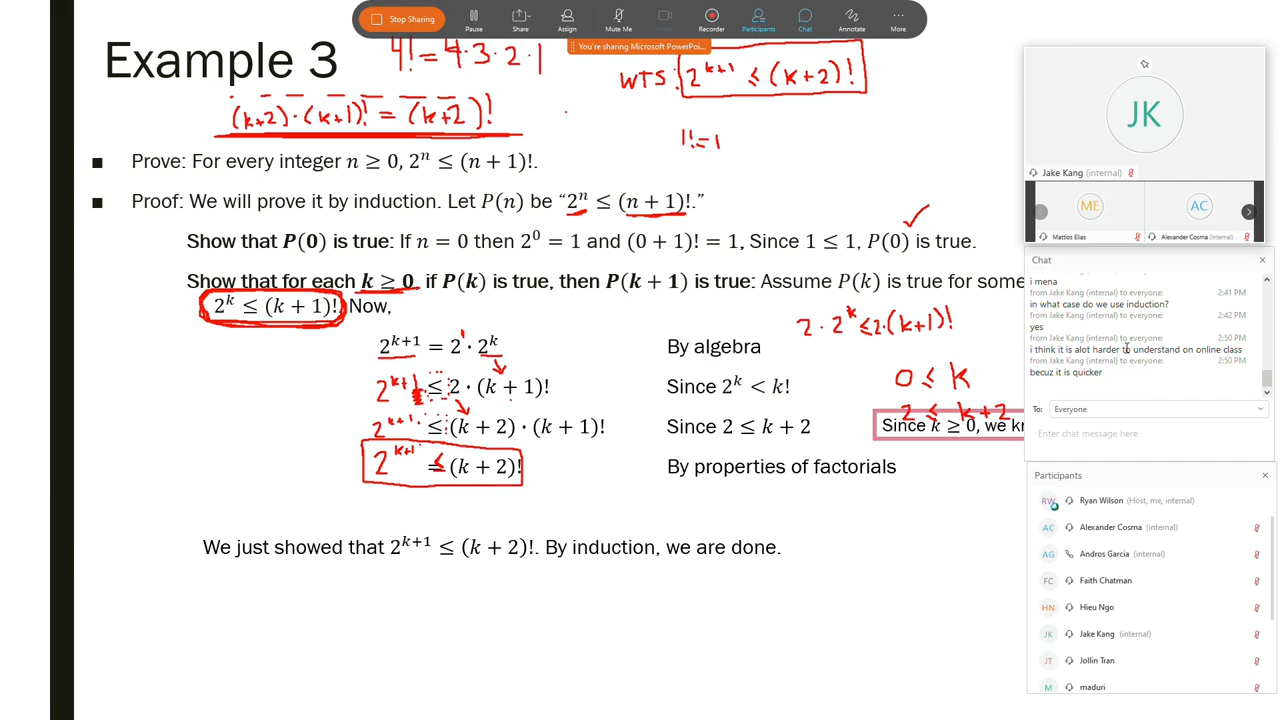 Stop Sharing
Pause
Share
Assign
Mute Me
Recorder
Participants
Chat
Annotate
More
You're sharing Microsoft PowerPoi...
Example 3
4! = 4·3·2·1
WTS: 2^{k+1} ≤ (k+2)!
(k+2)·(k+1)! = (k+2)!
1! = 1
■ Prove: For every integer n ≥ 0, 2^n ≤ (n + 1)!.
■ Proof: We will prove it by induction. Let P(n) be “2^n ≤ (n + 1)!.”
Show that P(0) is true: If n = 0 then 2^0 = 1 and (0 + 1)! = 1, Since 1 ≤ 1, P(0) is true. ✓
Show that for each k ≥ 0, if P(k) is true, then P(k + 1) is true: Assume P(k) is true for some
2^k ≤ (k + 1)!. Now,
2 · 2^k ≤ 2·(k+1)!
2^{k+1} = 2^1 · 2^k By algebra
2^{k+1} ≤ 2 · (k + 1)! Since 2^k < k!
0 ≤ k
2 ≤ k+2
2^{k+1} ≤ (k + 2) · (k + 1)! Since 2 ≤ k + 2
Since k ≥ 0, we kn
2^{k+1} ≤ (k + 2)! By properties of factorials
We just showed that 2^{k+1} ≤ (k + 2)!. By induction, we are done.
JK
Jake Kang (internal)
ME
AC
Mattios Elias
Alexander Cosma (internal)
Chat
i mena
from Jake Kang (internal) to everyone: 2:41 PM
in what case do we use induction?
from Jake Kang (internal) to everyone: 2:42 PM
yes
from Jake Kang (internal) to everyone: 2:50 PM
i think it is alot harder to understand on online class
from Jake Kang (internal) to everyone: 2:50 PM
becuz it is quicker
To: Everyone
Enter chat message here
Participants
RW Ryan Wilson (Host, me, internal)
AC Alexander Cosma (internal)
AG Andros Garcia (internal)
FC Faith Chatman
HN Hieu Ngo
JK Jake Kang (internal)
JT Jollin Tran
M maduri